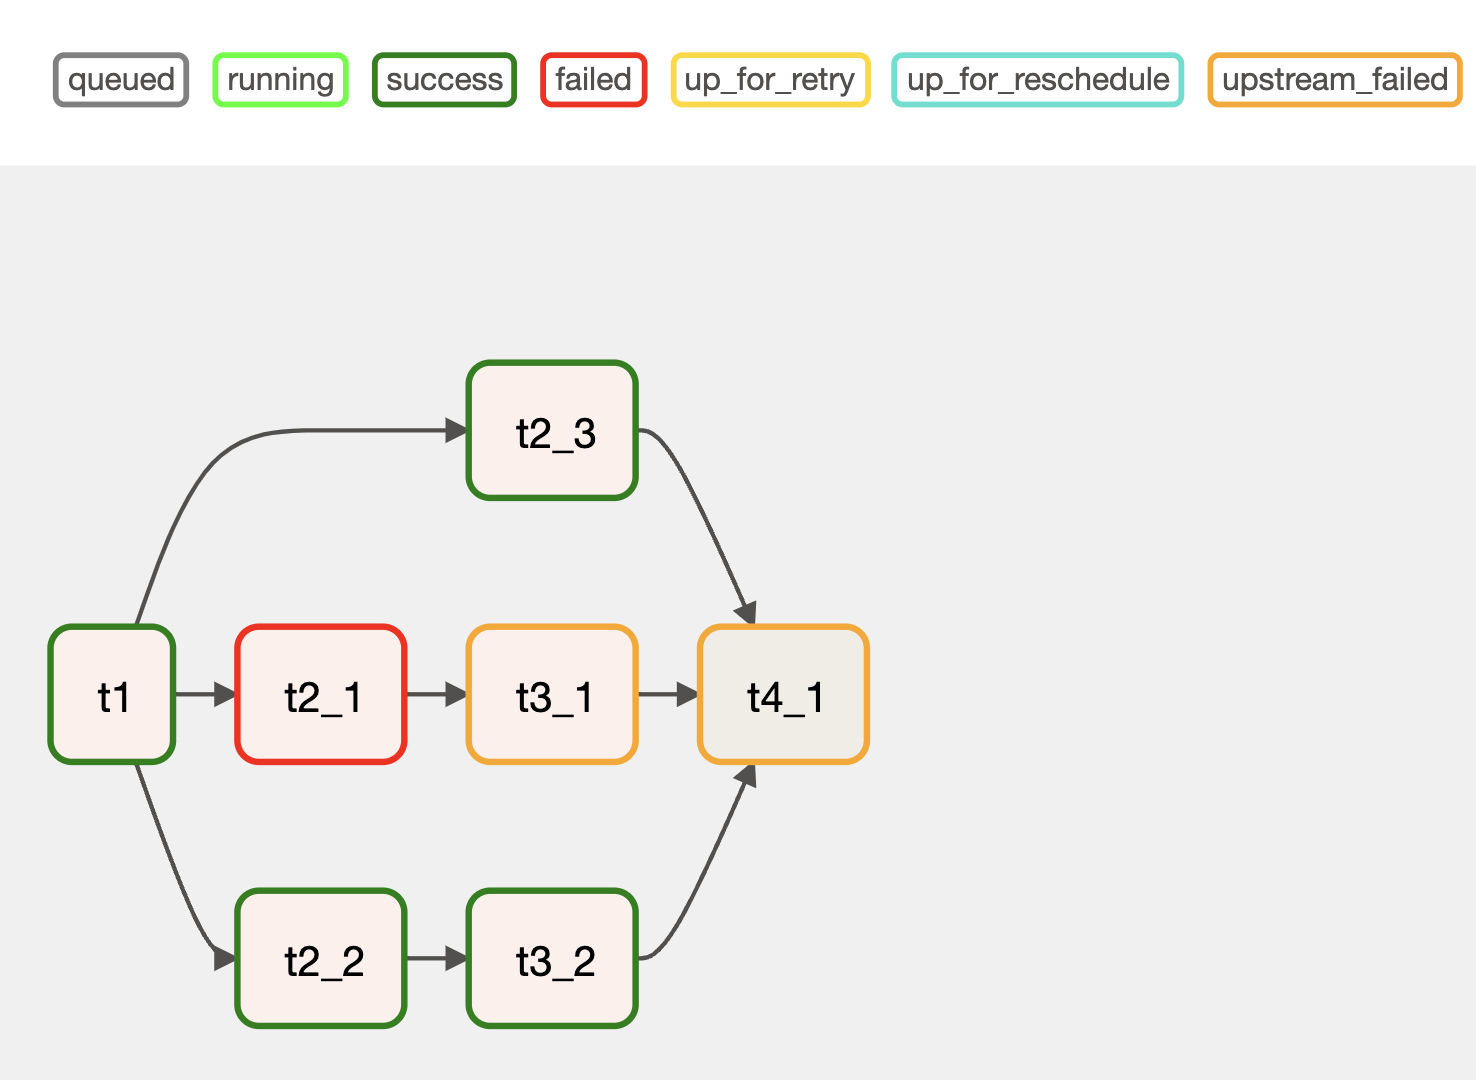 queued running success failed up_for_retry up_for_reschedule upstream_failed
t2_3
t1 t2_1 t3_1 t4_1
t2_2 t3_2